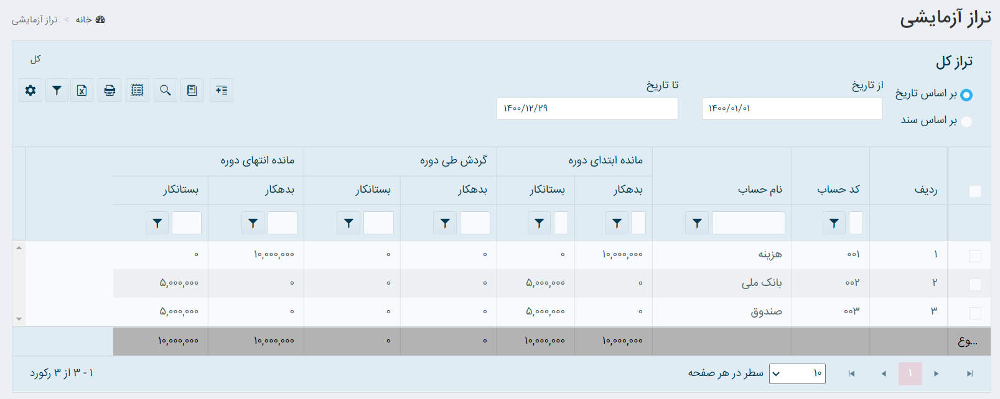 تراز آزمایشی
خانه > تراز آزمایشی
تراز کل
کل
بر اساس تاریخ
بر اساس سند
از تاریخ
۱۴۰۰/۰۱/۰۱
تا تاریخ
۱۴۰۰/۱۲/۲۹
مانده ابتدای دوره گردش طی دوره مانده انتهای دوره
ردیف کد حساب نام حساب بدهکار بستانکار بدهکار بستانکار بدهکار بستانکار
۱ ۰۰۱ هزینه ۱۰,۰۰۰,۰۰۰ ۰ ۰ ۰ ۱۰,۰۰۰,۰۰۰ ۰
۲ ۰۰۲ بانک ملی ۰ ۵,۰۰۰,۰۰۰ ۰ ۰ ۰ ۵,۰۰۰,۰۰۰
۳ ۰۰۳ صندوق ۰ ۵,۰۰۰,۰۰۰ ۰ ۰ ۰ ۵,۰۰۰,۰۰۰
...وع ۱۰,۰۰۰,۰۰۰ ۱۰,۰۰۰,۰۰۰ ۰ ۰ ۱۰,۰۰۰,۰۰۰ ۱۰,۰۰۰,۰۰۰
۱ ۱۰ سطر در هر صفحه ۱ - ۳ از ۳ رکورد